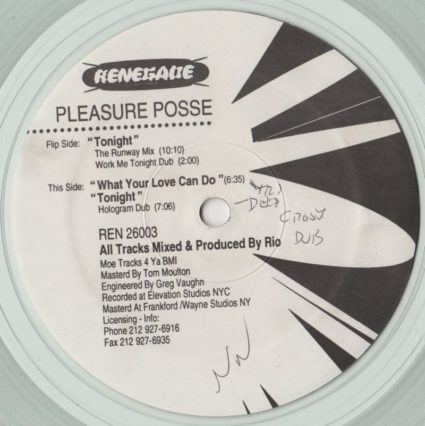 RENEGADE
PLEASURE POSSE
Flip Side: "Tonight"
The Runway Mix (10:10)
Work Me Tonight Dub (2:00)
This Side: "What Your Love Can Do" (6:35)
"Tonight"
Hologram Dub (7:06)
DUB
REN 26003
All Tracks Mixed & Produced By Rio
Moe Tracks 4 Ya BMI
Masterd By Tom Moulton
Engineered By Greg Vaughn
Recorded at Elevation Studios NYC
Masterd At Frankford /Wayne Studios NY
Licensing - Info:
Phone 212 927-6916
Fax 212 927-6935